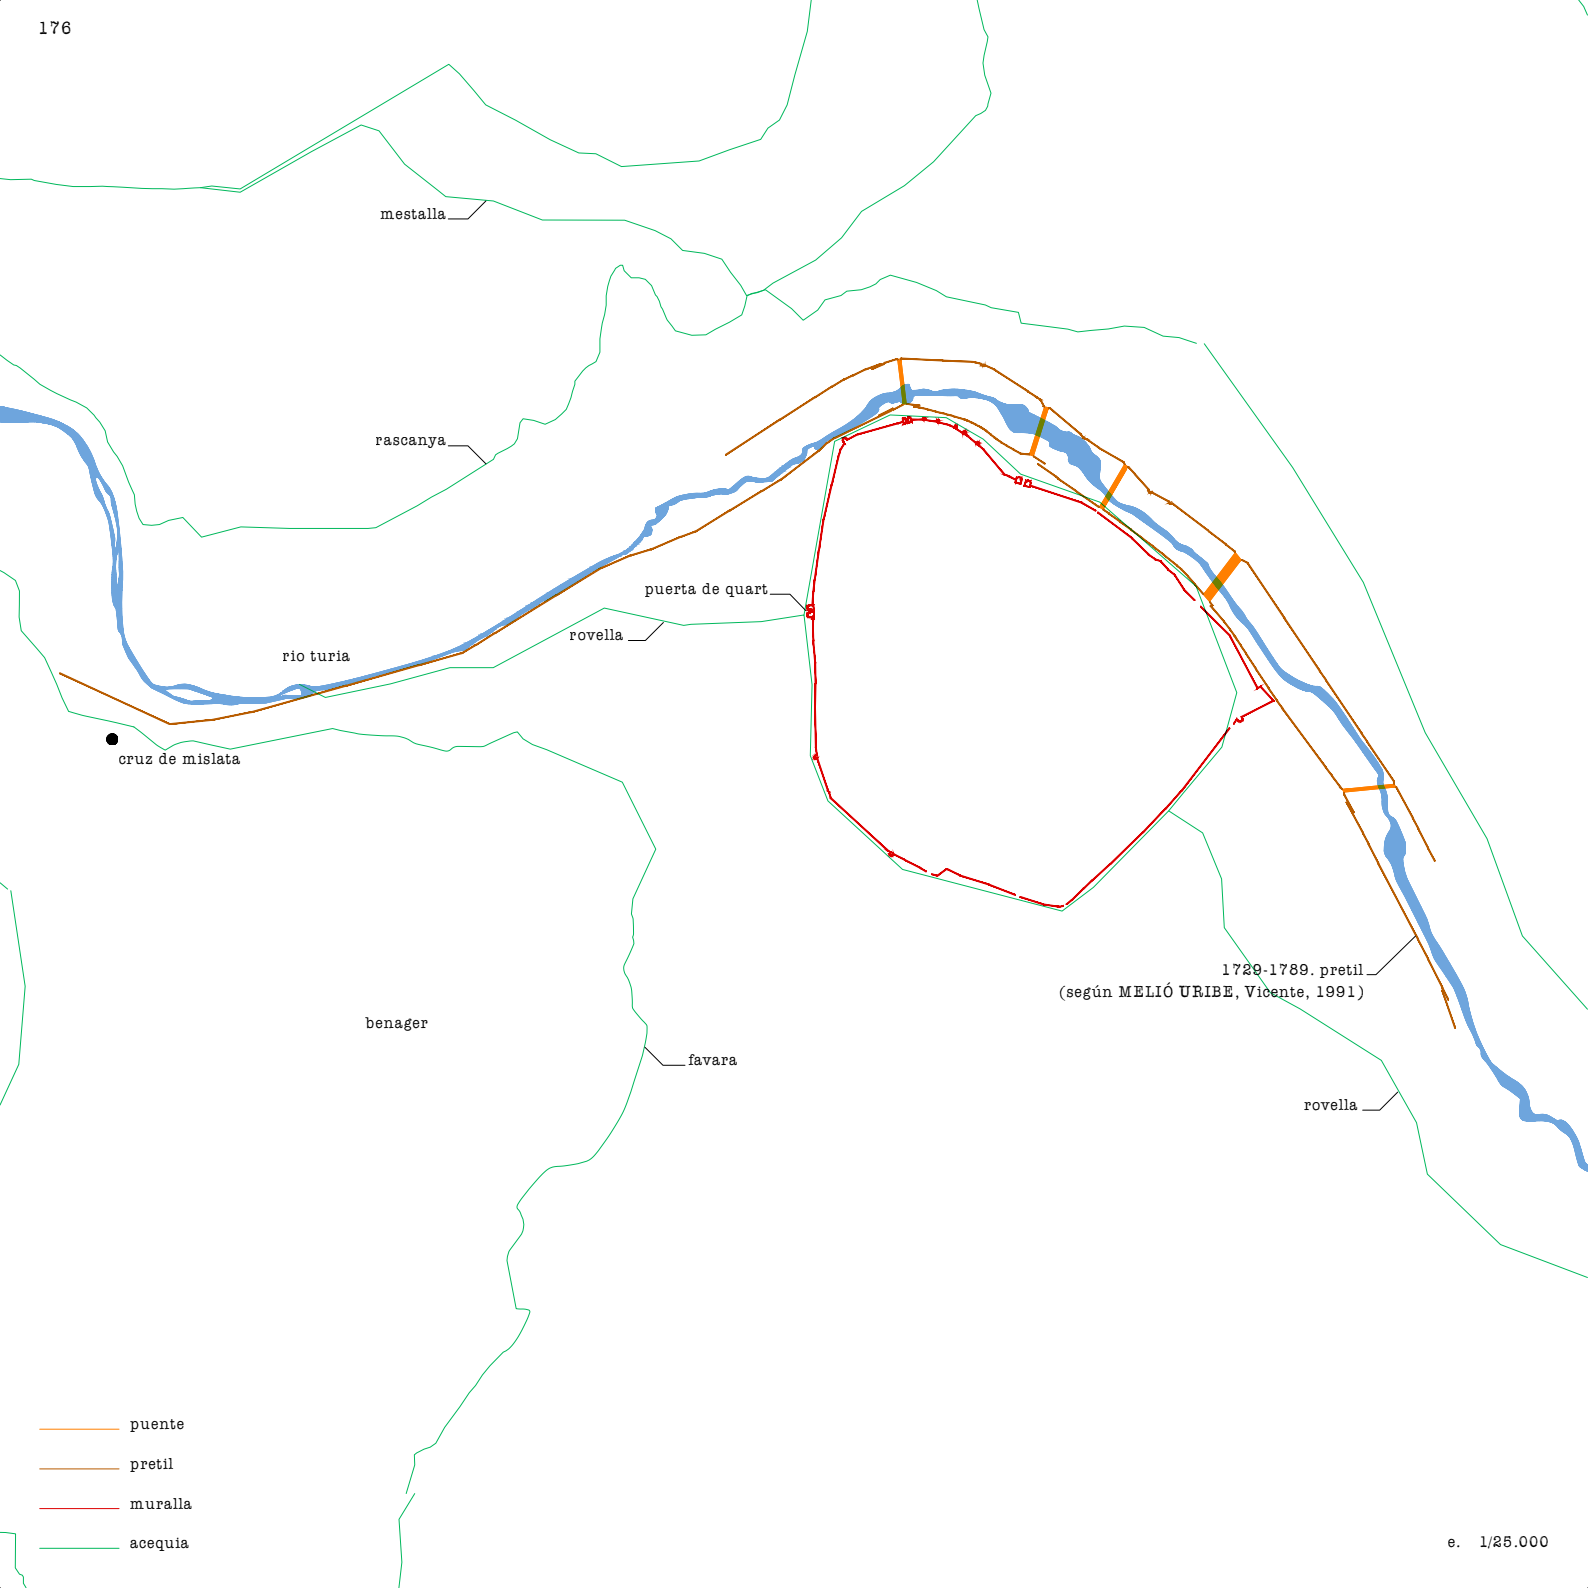 176
mestalla
rascanya
puerta de quart
rovella
rio turia
cruz de mislata
1729-1789. pretil
(según MELIÓ URIBE, Vicente, 1991)
benager
favara
rovella
puente
pretil
muralla
acequia
e. 1/25.000